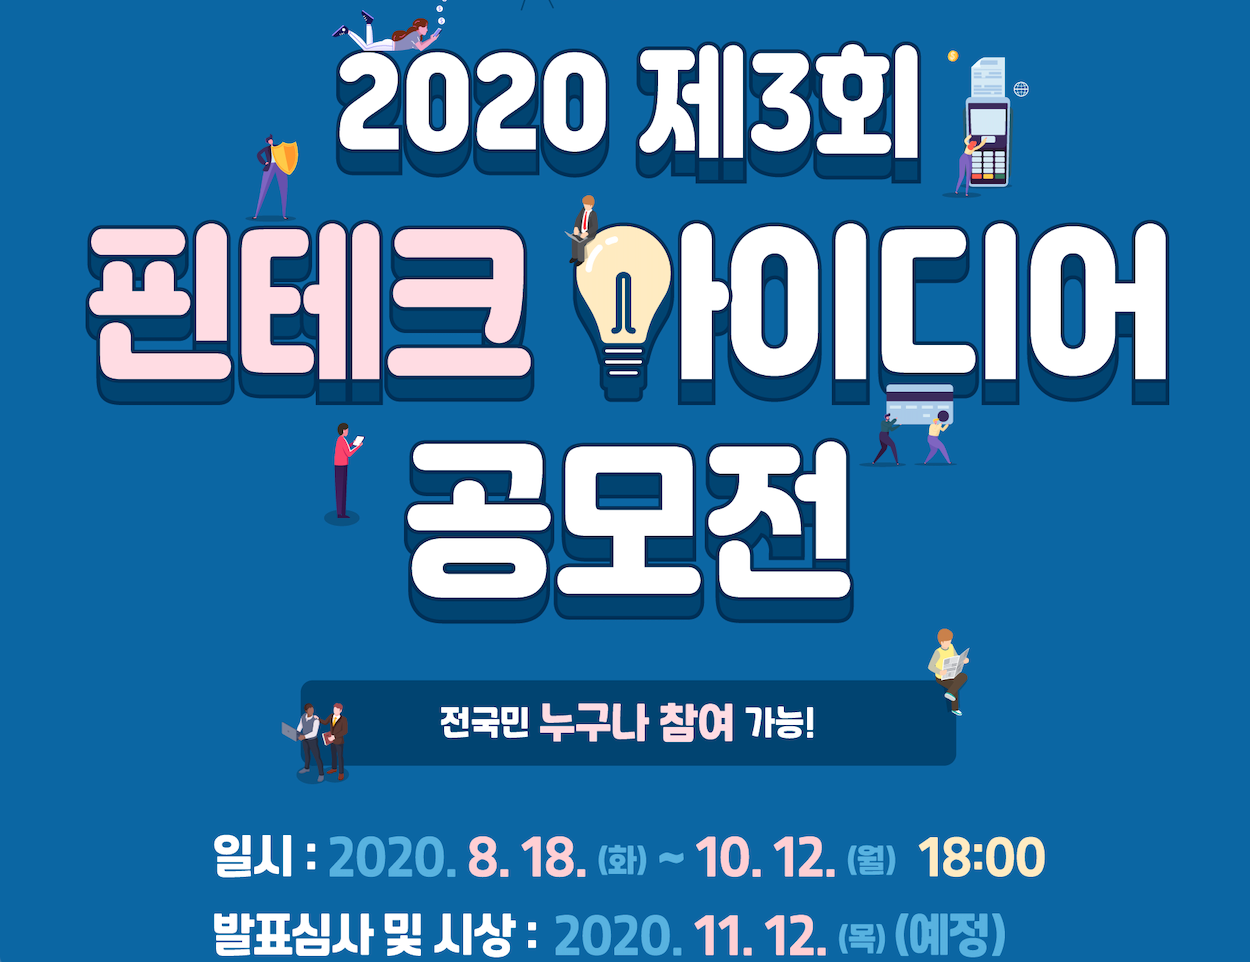 2020 제3회
핀테크 아이디어
공모전
전국민 누구나 참여 가능!
일시 : 2020. 8. 18. (화) ~ 10. 12. (월) 18:00
발표심사 및 시상 : 2020. 11. 12. (목) (예정)